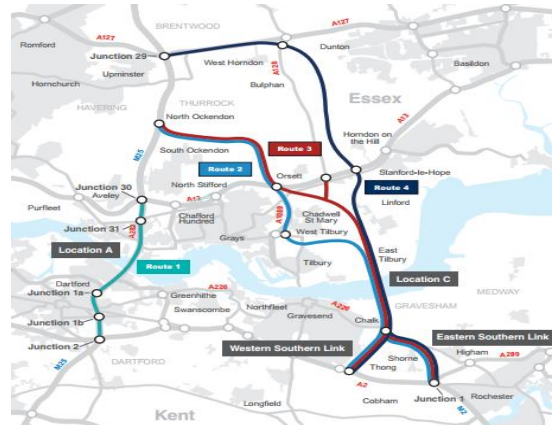 BRENTWOOD
Romford
A127
A127
Junction 29
Dunton
Upminster
West Horndon
Basildon
Hornchurch
A128
Bulphan
HAVERING
THURROCK
Essex
North Ockendon
A13
Route 3
Horndon on
the Hill
M25
South Ockendon
Route 2
Orsett
Stanford-le-Hope
Junction 30
North Stifford
Route 4
Aveley
A13
Linford
Purfleet
Chafford
Hundred
A1089
Chadwell
St Mary
Junction 31
A282
Grays
West Tilbury
Location A
East
Tilbury
Route 1
Tilbury
Location C
Dartford
MEDWAY
Junction 1a
A226
Greenhithe
GRAVESHAM
Swanscombe
Northfleet
A226
Junction 1b
Gravesend
Chalk
Eastern Southern Link
Junction 2
Western Southern Link
Shorne
Higham
A289
M25
DARTFORD
Thong
A2
Rochester
Longfield
Cobham
Junction 1
M2
Kent